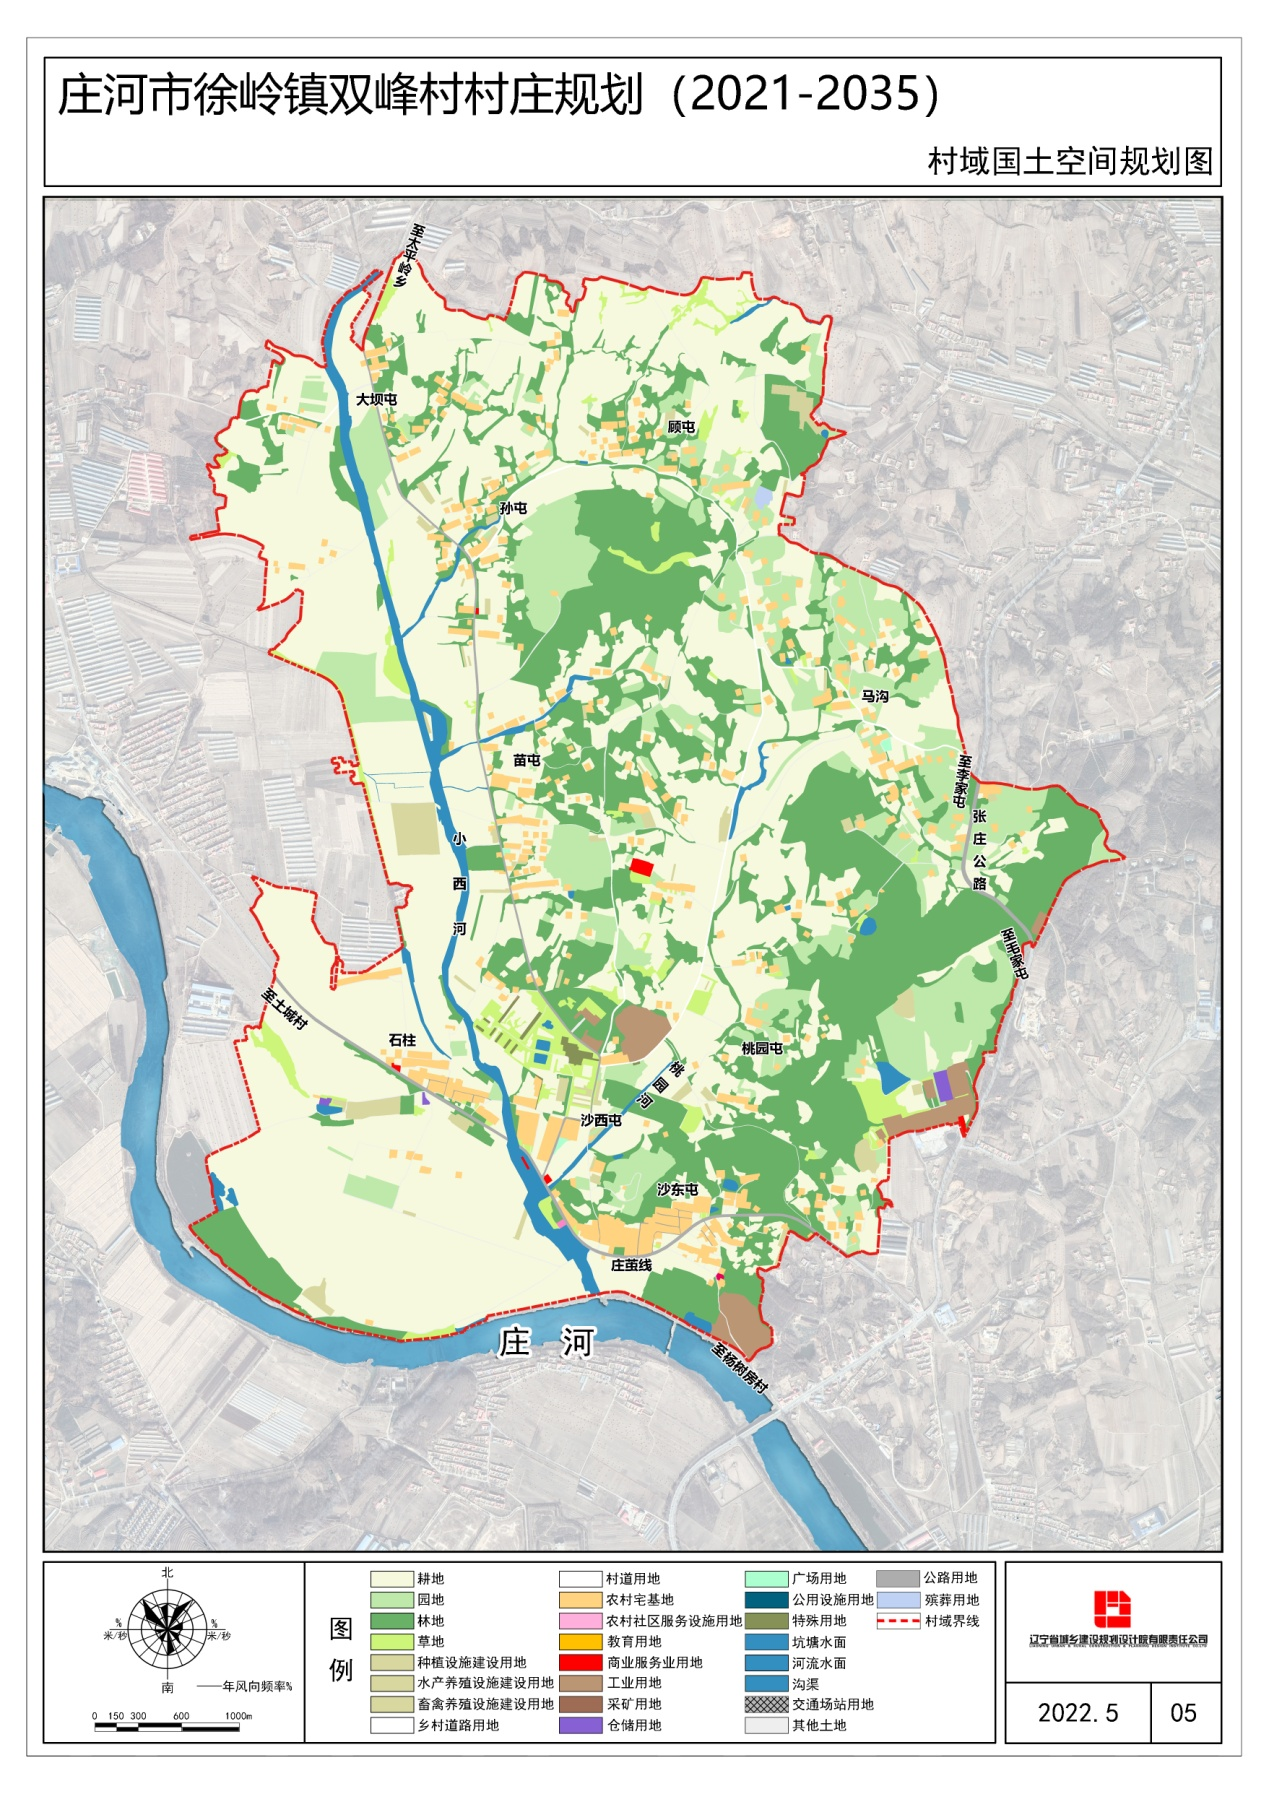 庄河市徐岭镇双峰村村庄规划（2021-2035）
村域国土空间规划图
至太平岭乡
大坝屯
顾屯
孙屯
马沟
苗屯
至李家屯
张庄公路
小西河
至毛家屯
至土城村
石柱
桃园屯
桃园河
沙西屯
沙东屯
庄茧线
庄 河
至杨树房村
北
%
米/秒
%
米/秒
南
年风向频率%
0 150 300 600 1000m
图例
耕地
园地
林地
草地
种植设施建设用地
水产养殖设施建设用地
畜禽养殖设施建设用地
乡村道路用地
村道用地
农村宅基地
农村社区服务设施用地
教育用地
商业服务业用地
工业用地
采矿用地
仓储用地
广场用地
公用设施用地
特殊用地
坑塘水面
河流水面
沟渠
交通场站用地
其他土地
公路用地
殡葬用地
村域界线
辽宁省城乡建设规划设计院有限责任公司
2022.5
05